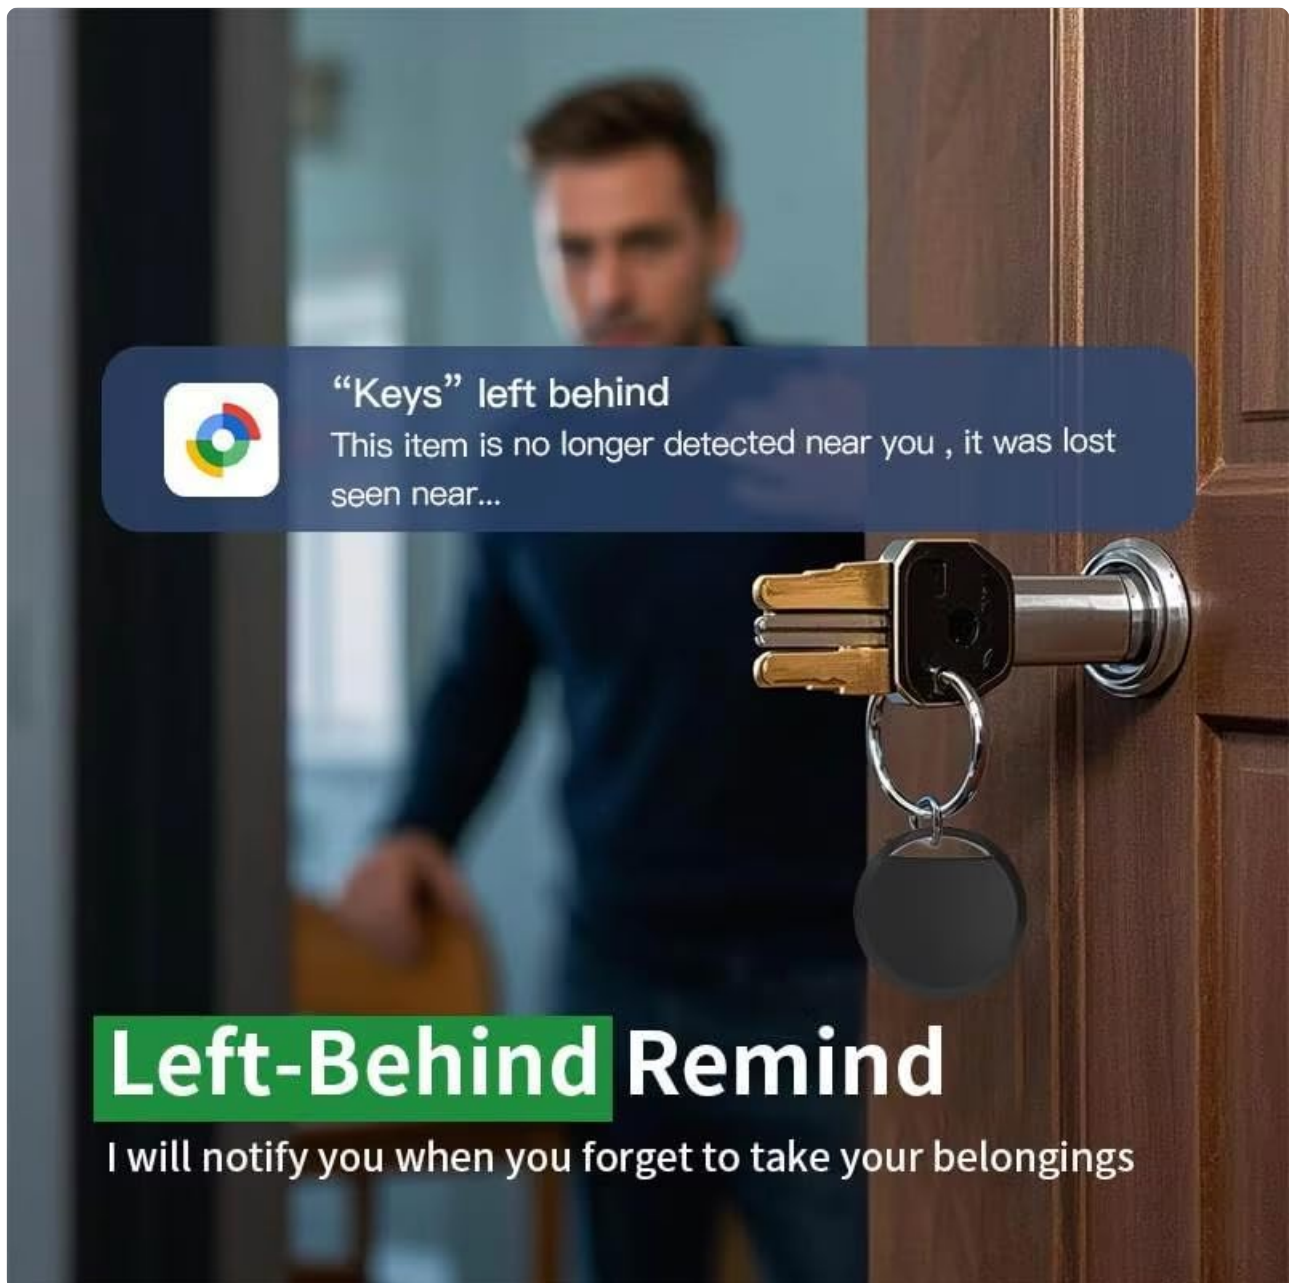 “Keys” left behind
This item is no longer detected near you , it was lost
seen near...
Left-Behind Remind
I will notify you when you forget to take your belongings